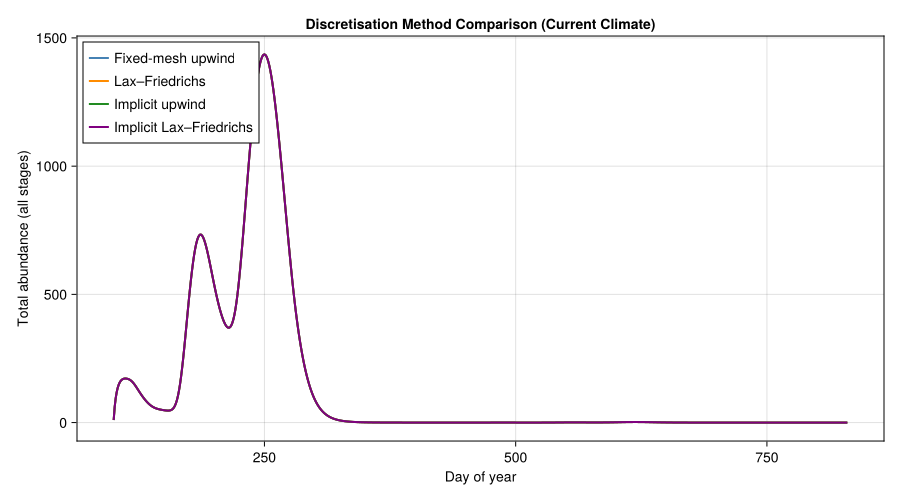 Discretisation Method Comparison (Current Climate)
Fixed-mesh upwind
Lax–Friedrichs
Implicit upwind
Implicit Lax–Friedrichs
Total abundance (all stages)
1500
1000
500
0
250
500
750
Day of year